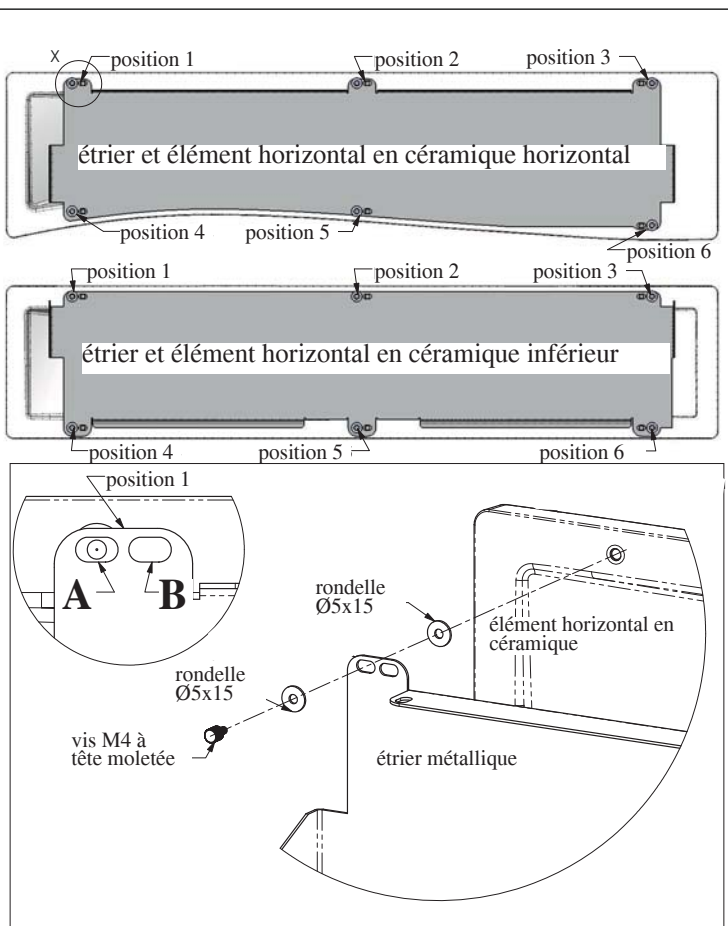 X
position 1
position 2
position 3
étrier et élément horizontal en céramique horizontal
position 4
position 5
position 6
position 1
position 2
position 3
étrier et élément horizontal en céramique inférieur
position 4
position 5
position 6
position 1
A
B
rondelle
Ø5x15
élément horizontal en
céramique
rondelle
Ø5x15
vis M4 à
tête moletée
étrier métallique